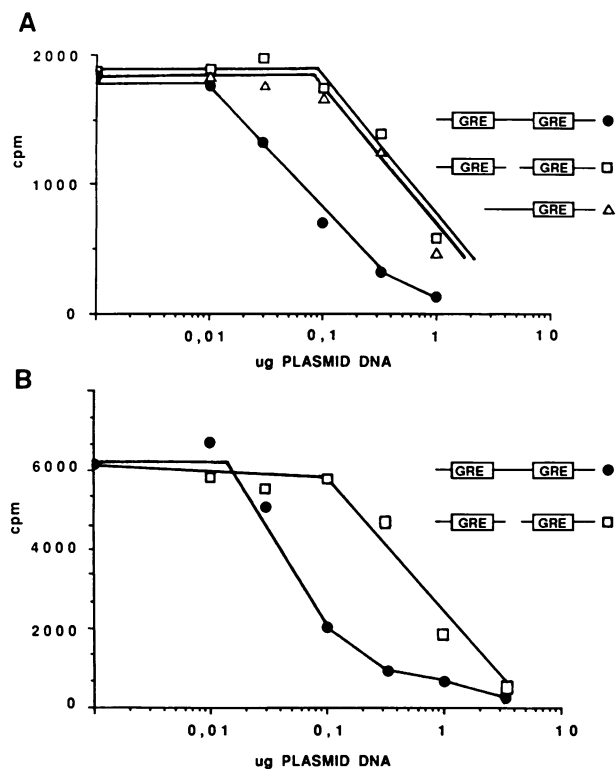 A
2000
1000
0
cpm
0,01 0,1 1 10
ug PLASMID DNA
GRE GRE
GRE GRE
GRE
B
6000
4000
2000
0
cpm
0,01 0,1 1 10
ug PLASMID DNA
GRE GRE
GRE GRE